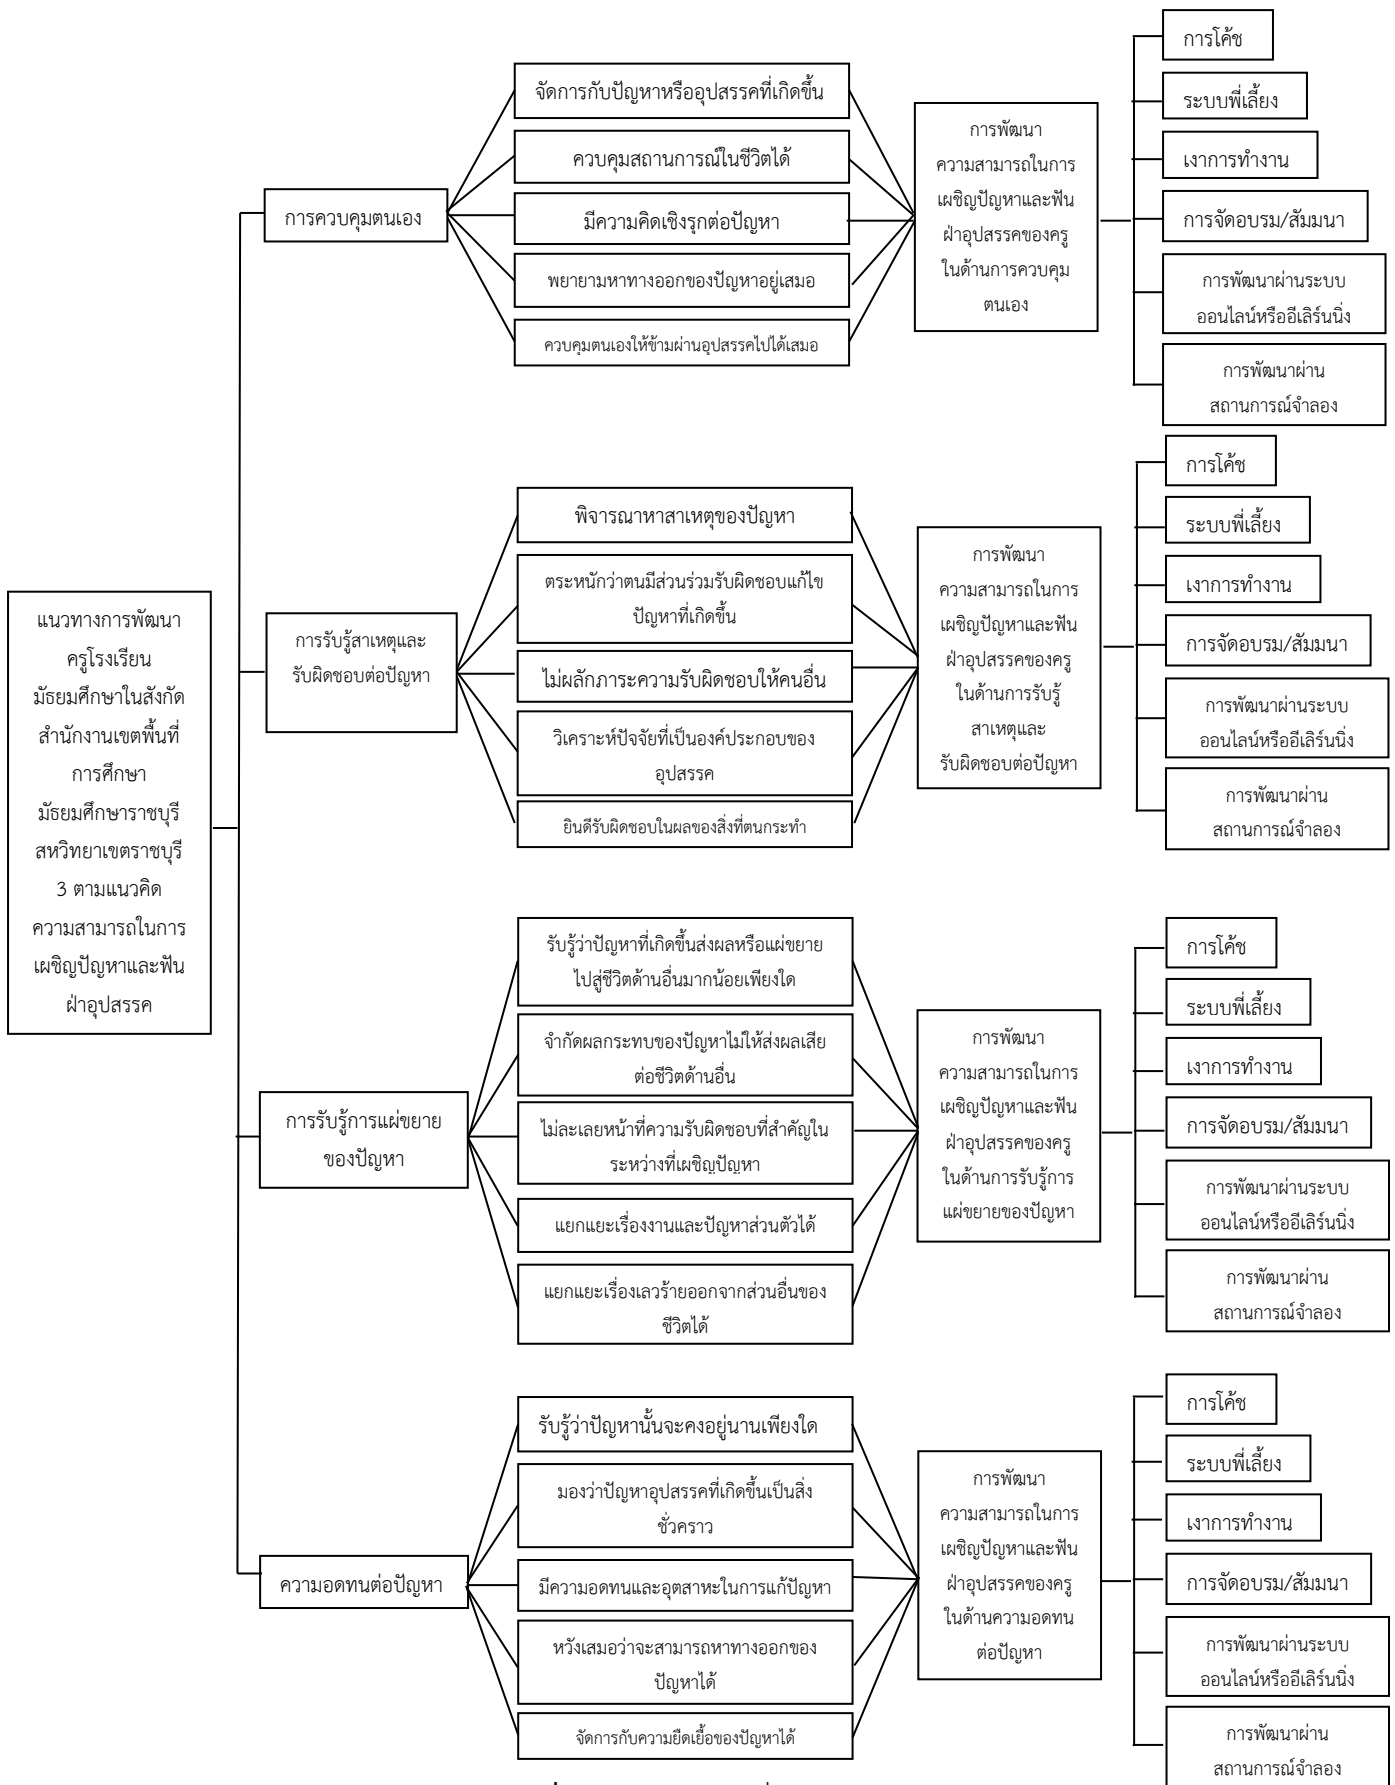 แนวทางการพัฒนา
ครูโรงเรียน
มัธยมศึกษาในสังกัด
สำนักงานเขตพื้นที่
การศึกษา
มัธยมศึกษาราชบุรี
สหวิทยาเขตราชบุรี
3 ตามแนวคิด
ความสามารถในการ
เผชิญปัญหาและฟัน
ฝ่าอุปสรรค
การควบคุมตนเอง
จัดการกับปัญหาหรืออุปสรรคที่เกิดขึ้น
ควบคุมสถานการณ์ในชีวิตได้
มีความคิดเชิงรุกต่อปัญหา
พยายามหาทางออกของปัญหาอยู่เสมอ
ควบคุมตนเองให้ข้ามผ่านอุปสรรคไปได้เสมอ
การพัฒนา
ความสามารถในการ
เผชิญปัญหาและฟัน
ฝ่าอุปสรรคของครู
ในด้านการควบคุม
ตนเอง
การโค้ช
ระบบพี่เลี้ยง
เงาการทำงาน
การจัดอบรม/สัมมนา
การพัฒนาผ่านระบบ
ออนไลน์หรืออีเลิร์นนิ่ง
การพัฒนาผ่าน
สถานการณ์จำลอง
การรับรู้สาเหตุและ
รับผิดชอบต่อปัญหา
พิจารณาหาสาเหตุของปัญหา
ตระหนักว่าตนมีส่วนร่วมรับผิดชอบแก้ไข
ปัญหาที่เกิดขึ้น
ไม่ผลักภาระความรับผิดชอบให้คนอื่น
วิเคราะห์ปัจจัยที่เป็นองค์ประกอบของ
อุปสรรค
ยินดีรับผิดชอบในผลของสิ่งที่ตนกระทำ
การพัฒนา
ความสามารถในการ
เผชิญปัญหาและฟัน
ฝ่าอุปสรรคของครู
ในด้านการรับรู้
สาเหตุและ
รับผิดชอบต่อปัญหา
การโค้ช
ระบบพี่เลี้ยง
เงาการทำงาน
การจัดอบรม/สัมมนา
การพัฒนาผ่านระบบ
ออนไลน์หรืออีเลิร์นนิ่ง
การพัฒนาผ่าน
สถานการณ์จำลอง
การรับรู้การแผ่ขยาย
ของปัญหา
รับรู้ว่าปัญหาที่เกิดขึ้นส่งผลหรือแผ่ขยาย
ไปสู่ชีวิตด้านอื่นมากน้อยเพียงใด
จำกัดผลกระทบของปัญหาไม่ให้ส่งผลเสีย
ต่อชีวิตด้านอื่น
ไม่ละเลยหน้าที่ความรับผิดชอบที่สำคัญใน
ระหว่างที่เผชิญปัญหา
แยกแยะเรื่องงานและปัญหาส่วนตัวได้
แยกแยะเรื่องเลวร้ายออกจากส่วนอื่นของ
ชีวิตได้
การพัฒนา
ความสามารถในการ
เผชิญปัญหาและฟัน
ฝ่าอุปสรรคของครู
ในด้านการรับรู้การ
แผ่ขยายของปัญหา
การโค้ช
ระบบพี่เลี้ยง
เงาการทำงาน
การจัดอบรม/สัมมนา
การพัฒนาผ่านระบบ
ออนไลน์หรืออีเลิร์นนิ่ง
การพัฒนาผ่าน
สถานการณ์จำลอง
ความอดทนต่อปัญหา
รับรู้ว่าปัญหานั้นจะคงอยู่นานเพียงใด
มองว่าปัญหาอุปสรรคที่เกิดขึ้นเป็นสิ่ง
ชั่วคราว
มีความอดทนและอุตสาหะในการแก้ปัญหา
หวังเสมอว่าจะสามารถหาทางออกของ
ปัญหาได้
จัดการกับความยืดเยื้อของปัญหาได้
การพัฒนา
ความสามารถในการ
เผชิญปัญหาและฟัน
ฝ่าอุปสรรคของครู
ในด้านความอดทน
ต่อปัญหา
การโค้ช
ระบบพี่เลี้ยง
เงาการทำงาน
การจัดอบรม/สัมมนา
การพัฒนาผ่านระบบ
ออนไลน์หรืออีเลิร์นนิ่ง
การพัฒนาผ่าน
สถานการณ์จำลอง